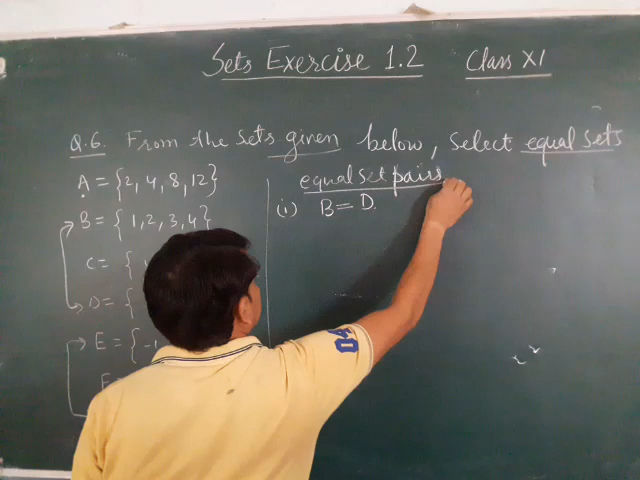 Sets Exercise 1.2 Class XI
Q.6. From the sets given below, Select equal sets
A = {2, 4, 8, 12}
B = {1, 2, 3, 4}
C = {
D = {
E = {-1
equal set pairs
(i) B = D.